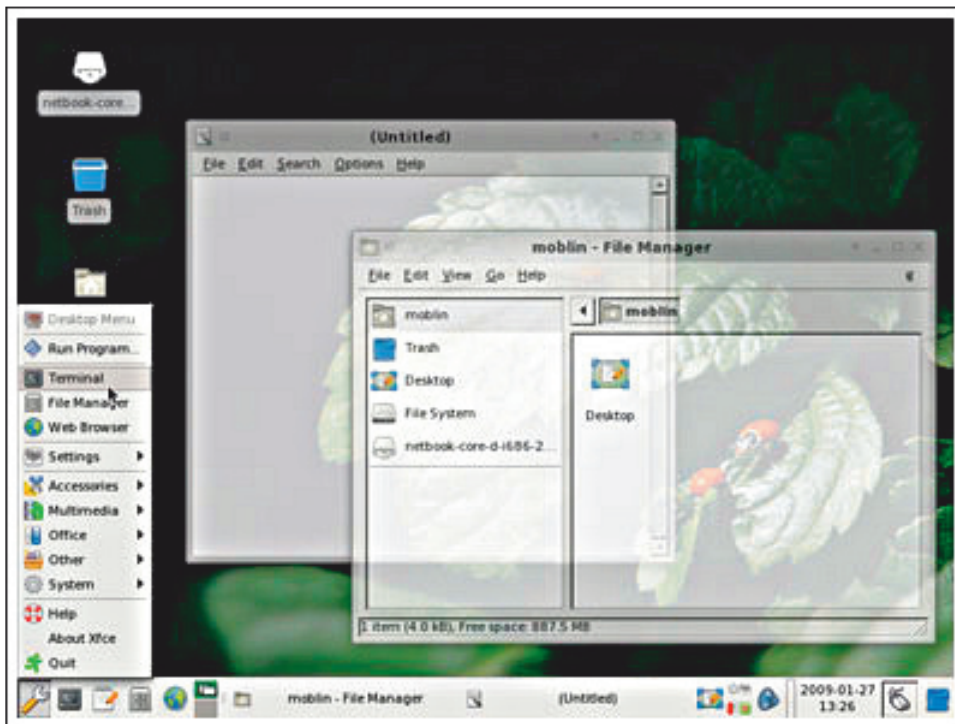 netbook-core...
Trash
(Untitled)
File Edit Search Options Help
moblin - File Manager
File Edit View Go Help
moblin
Trash
Desktop
File System
netbook-core-d-i686-2...
moblin
Desktop
1 item (4.0 kB), Free space: 887.5 MB
Desktop Menu
Run Program...
Terminal
File Manager
Web Browser
Settings
Accessories
Multimedia
Office
Other
System
Help
About Xfce
Quit
moblin - File Manager
(Untitled)
2009-01-27
13:26